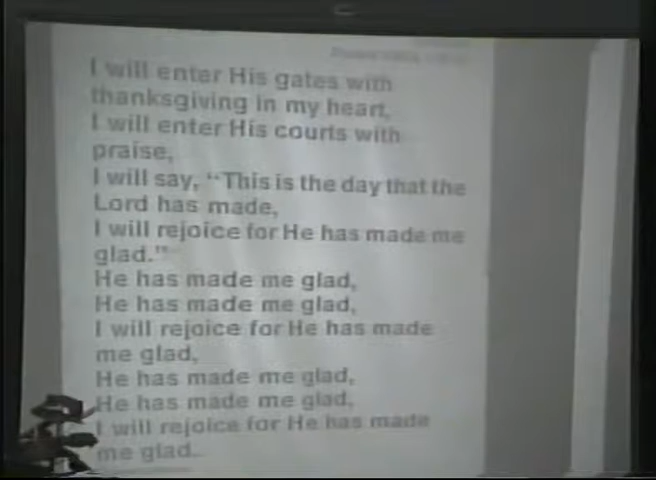 I will enter His gates with
thanksgiving in my heart,
I will enter His courts with
praise,
I will say, “This is the day that the
Lord has made,
I will rejoice for He has made me
glad.”
He has made me glad,
He has made me glad,
I will rejoice for He has made
me glad,
He has made me glad,
He has made me glad,
I will rejoice for He has made
me glad.